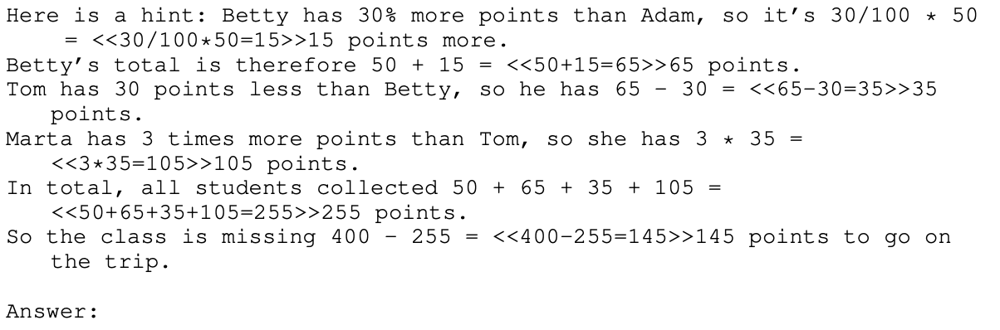 Here is a hint: Betty has 30% more points than Adam, so it’s 30/100 * 50
= <<30/100*50=15>>15 points more.
Betty’s total is therefore 50 + 15 = <<50+15=65>>65 points.
Tom has 30 points less than Betty, so he has 65 - 30 = <<65-30=35>>35
points.
Marta has 3 times more points than Tom, so she has 3 * 35 =
<<3*35=105>>105 points.
In total, all students collected 50 + 65 + 35 + 105 =
<<50+65+35+105=255>>255 points.
So the class is missing 400 - 255 = <<400-255=145>>145 points to go on
the trip.
Answer: